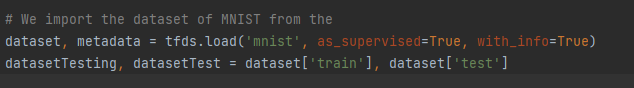 # We import the dataset of MNIST from the
dataset, metadata = tfds.load('mnist', as_supervised=True, with_info=True)
datasetTesting, datasetTest = dataset['train'], dataset['test']